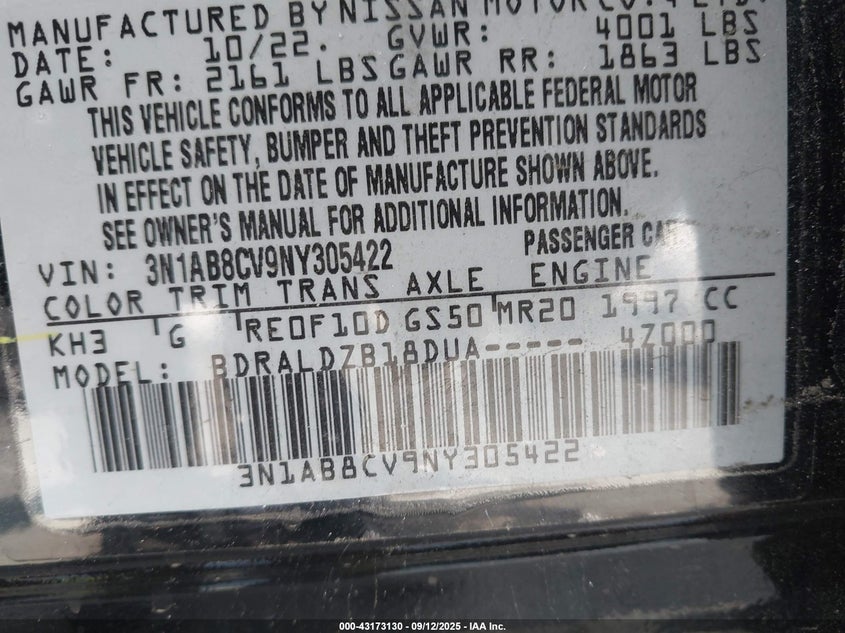 MANUFACTURED BY NISSAN MOTOR CO., LTD.
DATE: 10/22. GVWR: 4001 LBS
GAWR FR: 2161 LBS GAWR RR: 1863 LBS
THIS VEHICLE CONFORMS TO ALL APPLICABLE FEDERAL MOTOR
VEHICLE SAFETY, BUMPER AND THEFT PREVENTION STANDARDS
IN EFFECT ON THE DATE OF MANUFACTURE SHOWN ABOVE.
SEE OWNER'S MANUAL FOR ADDITIONAL INFORMATION.
VIN: 3N1AB8CV9NY305422 PASSENGER CAR
COLOR TRIM TRANS AXLE ENGINE
KH3 G RE0F10D GS50 MR20 1997 CC
MODEL: BDRALDZB18DUA----- 4Z000
3N1AB8CV9NY305422
000-43173130 - 09/12/2025 - IAA Inc.